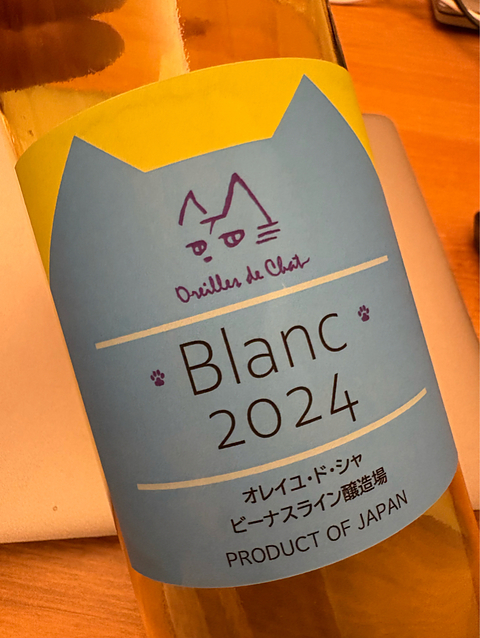 Oreilles de Chat
Blanc
2024
オレイユ・ド・シャ
ビーナスライン醸造場
PRODUCT OF JAPAN